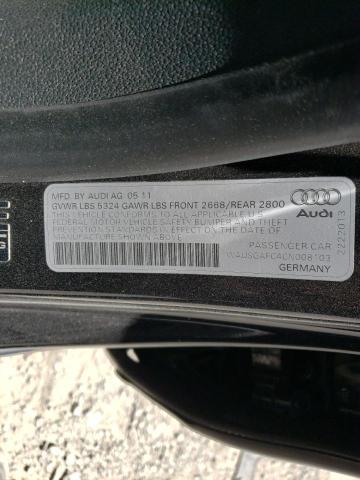 MFD. BY AUDI AG 05 11
GVWR LBS 5324 GAWR LBS FRONT 2668/REAR 2800
THIS VEHICLE CONFORMS TO ALL APPLICABLE U.S.
FEDERAL MOTOR VEHICLE SAFETY BUMPER AND THEFT
PREVENTION STANDARDS IN EFFECT ON THE DATE OF
MANUFACTURE SHOWN ABOVE
Audi
PASSENGER CAR
WAUSGAFC4CN008103
GERMANY
2222013